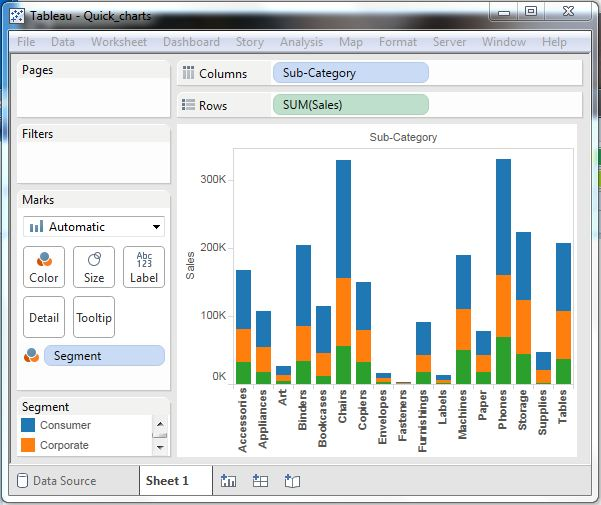 Tableau - Quick_charts
File Data Worksheet Dashboard Story Analysis Map Format Server Window Help
Pages
Columns
Sub-Category
Rows
SUM(Sales)
Filters
Marks
Automatic
Color
Size
Abc
123
Label
Detail
Tooltip
Segment
Segment
Consumer
Corporate
Sub-Category
Sales
300K
200K
100K
0K
Accessories
Appliances
Art
Binders
Bookcases
Chairs
Copiers
Envelopes
Fasteners
Furnishings
Labels
Machines
Paper
Phones
Storage
Supplies
Tables
Data Source
Sheet 1